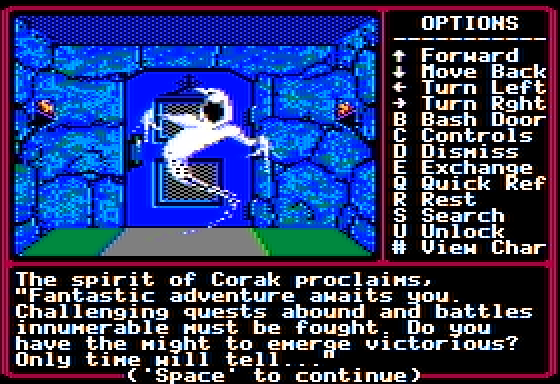 OPTIONS
↑ Forward
↓ Move Back
← Turn Left
→ Turn Rght
B Bash Door
C Controls
D Dismiss
E Exchange
Q Quick Ref
R Rest
S Search
U Unlock
# View Char
The spirit of Corak proclaims,
"Fantastic adventure awaits you.
Challenging quests abound and battles
innumerable must be fought. Do you
have the might to emerge victorious?
Only time will tell..."
('Space' to continue)